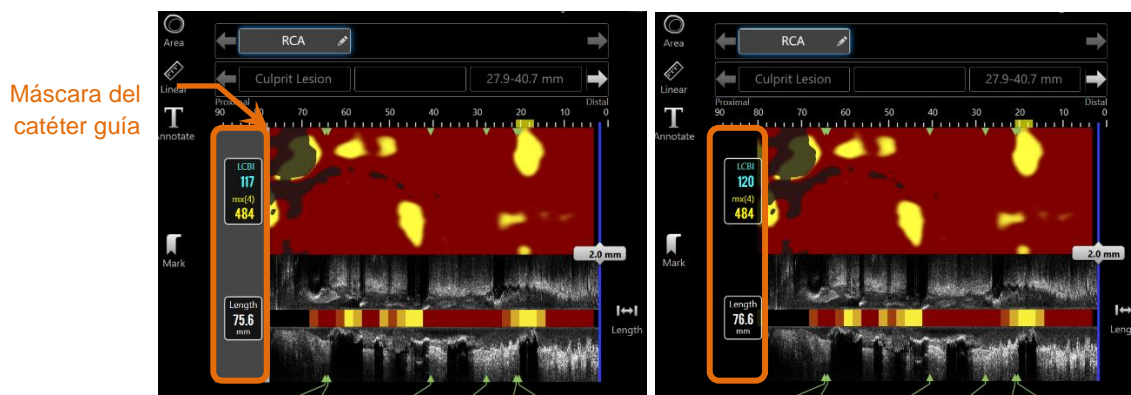 Máscara del
catéter guía
Area
RCA
Linear
Culprit Lesion
27.9-40.7 mm
Proximal
Distal
90 80 70 60 50 40 30 20 10 0
Annotate
LCBI
117
mx(4)
484
Mark
2.0 mm
Length
75.6
mm
Length
Area
RCA
Linear
Culprit Lesion
27.9-40.7 mm
Proximal
Distal
90 80 70 60 50 40 30 20 10 0
nnotate
LCBI
120
mx(4)
484
Mark
2.0 mm
Length
76.6
mm
Leng